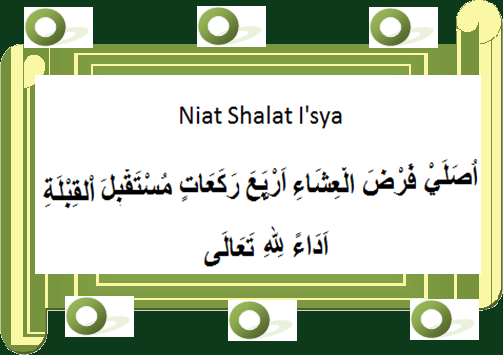 Niat Shalat I'sya
اُصَلِّيْ فَرْضَ الْعِشَاءِ اَرْبَعَ رَكَعَاتٍ مُسْتَقْبِلَ الْقِبْلَةِ
اَدَاءً لِلّٰهِ تَعَالَى